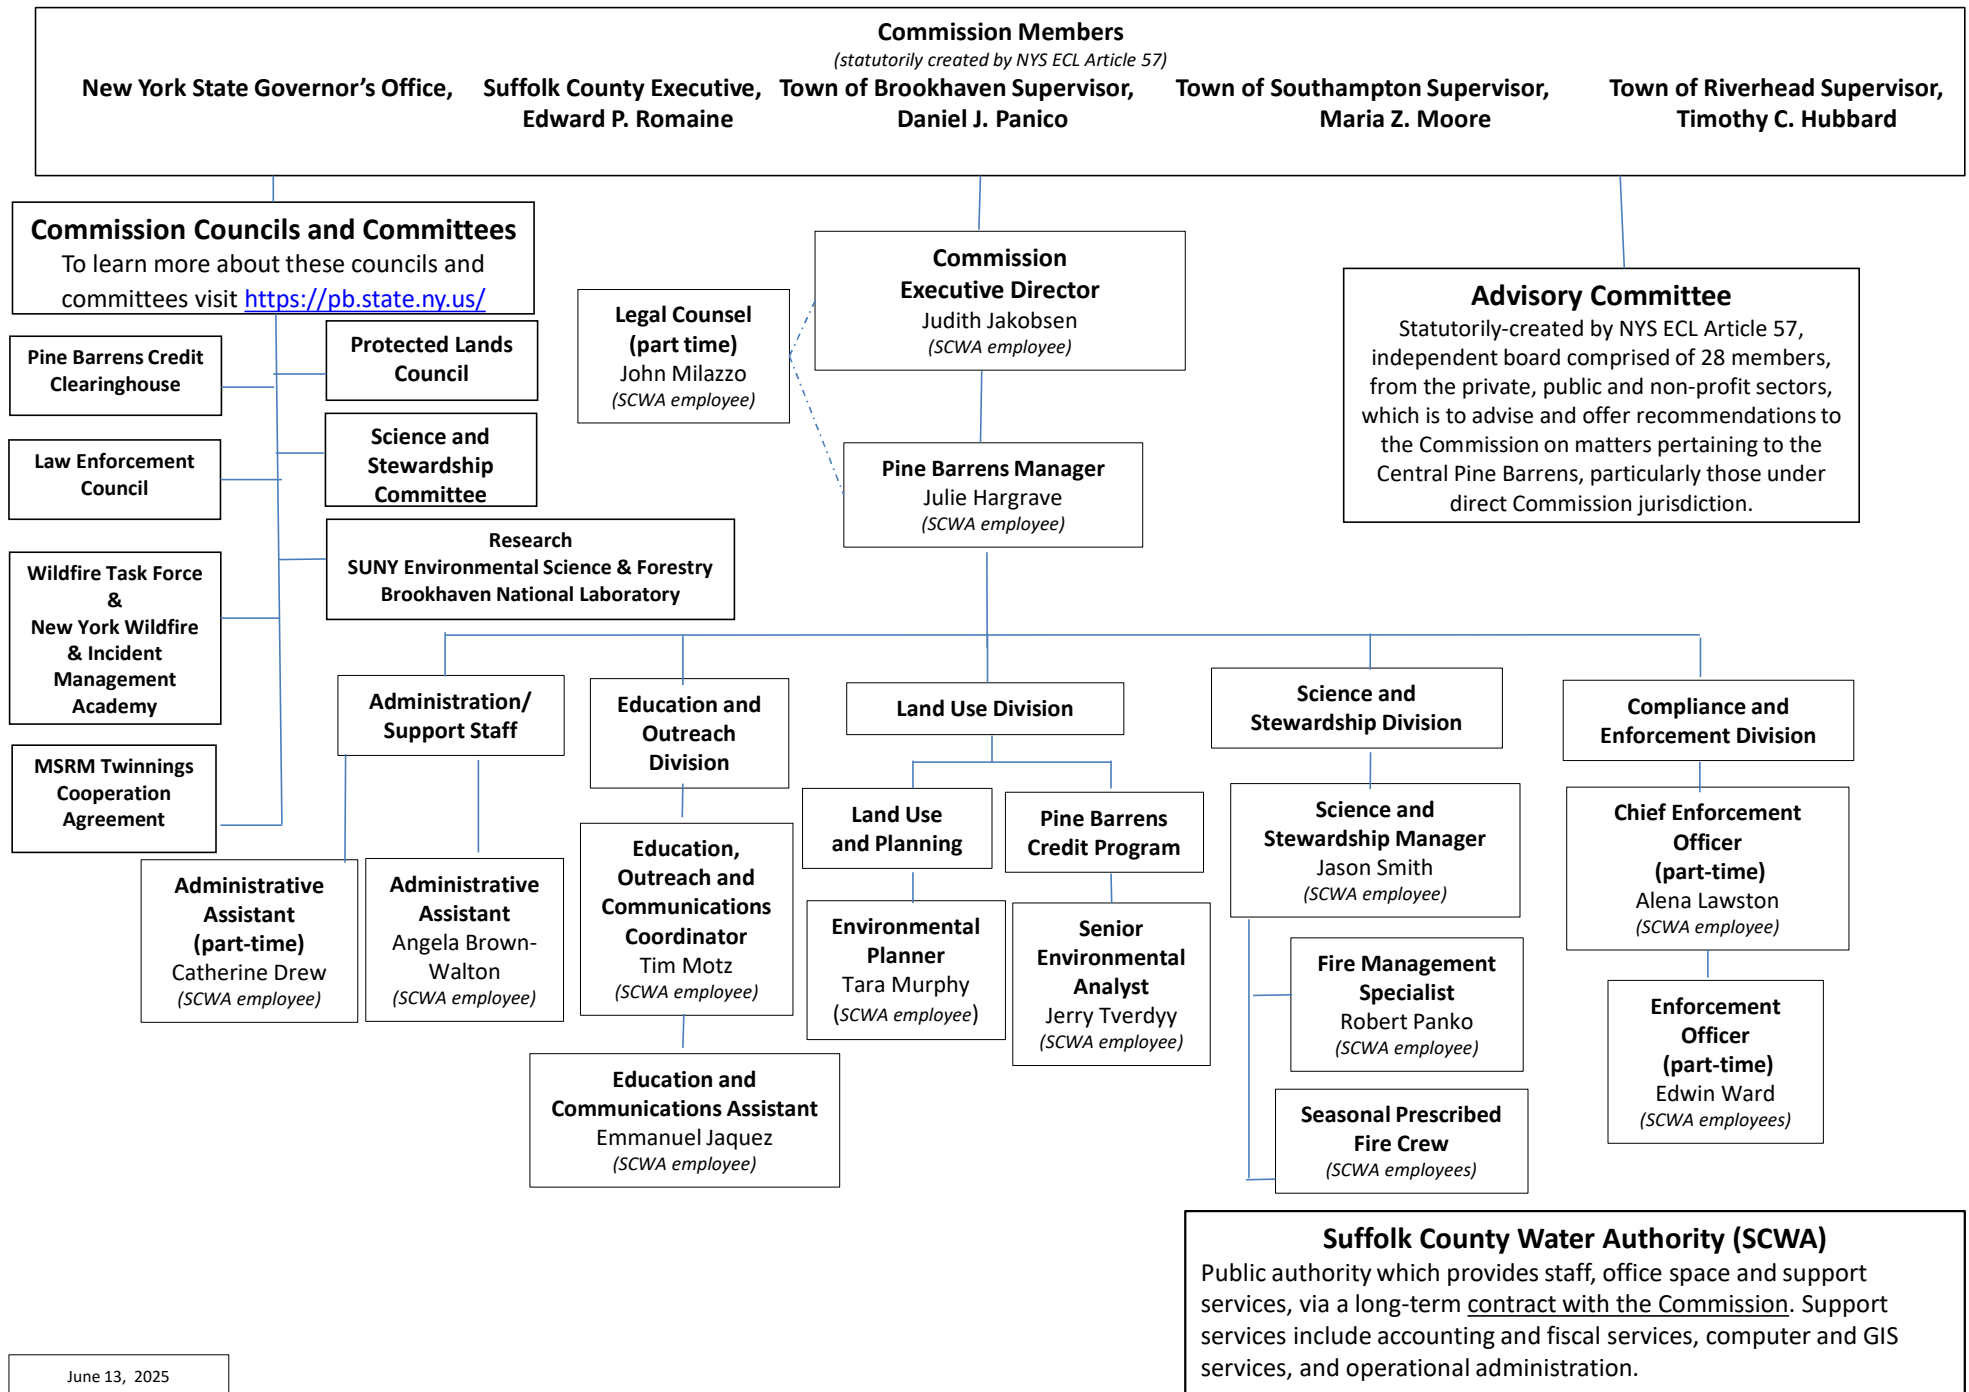 Commission Members
(statutorily created by NYS ECL Article 57)
New York State Governor's Office,
Suffolk County Executive,
Edward P. Romaine
Town of Brookhaven Supervisor,
Daniel J. Panico
Town of Southampton Supervisor,
Maria Z. Moore
Town of Riverhead Supervisor,
Timothy C. Hubbard
Commission Councils and Committees
To learn more about these councils and
committees visit https://pb.state.ny.us/
Pine Barrens Credit
Clearinghouse
Protected Lands
Council
Law Enforcement
Council
Science and
Stewardship
Committee
Research
SUNY Environmental Science & Forestry
Brookhaven National Laboratory
Wildfire Task Force
&
New York Wildfire
& Incident
Management
Academy
MSRM Twinnings
Cooperation
Agreement
Legal Counsel
(part time)
John Milazzo
(SCWA employee)
Commission
Executive Director
Judith Jakobsen
(SCWA employee)
Pine Barrens Manager
Julie Hargrave
(SCWA employee)
Advisory Committee
Statutorily-created by NYS ECL Article 57,
independent board comprised of 28 members,
from the private, public and non-profit sectors,
which is to advise and offer recommendations to
the Commission on matters pertaining to the
Central Pine Barrens, particularly those under
direct Commission jurisdiction.
Administration/
Support Staff
Administrative
Assistant
(part-time)
Catherine Drew
(SCWA employee)
Administrative
Assistant
Angela Brown-
Walton
(SCWA employee)
Education and
Outreach
Division
Education,
Outreach and
Communications
Coordinator
Tim Motz
(SCWA employee)
Education and
Communications Assistant
Emmanuel Jaquez
(SCWA employee)
Land Use Division
Land Use
and Planning
Environmental
Planner
Tara Murphy
(SCWA employee)
Pine Barrens
Credit Program
Senior
Environmental
Analyst
Jerry Tverdyy
(SCWA employee)
Science and
Stewardship Division
Science and
Stewardship Manager
Jason Smith
(SCWA employee)
Fire Management
Specialist
Robert Panko
(SCWA employee)
Seasonal Prescribed
Fire Crew
(SCWA employees)
Compliance and
Enforcement Division
Chief Enforcement
Officer
(part-time)
Alena Lawston
(SCWA employee)
Enforcement
Officer
(part-time)
Edwin Ward
(SCWA employees)
Suffolk County Water Authority (SCWA)
Public authority which provides staff, office space and support
services, via a long-term contract with the Commission. Support
services include accounting and fiscal services, computer and GIS
services, and operational administration.
June 13, 2025